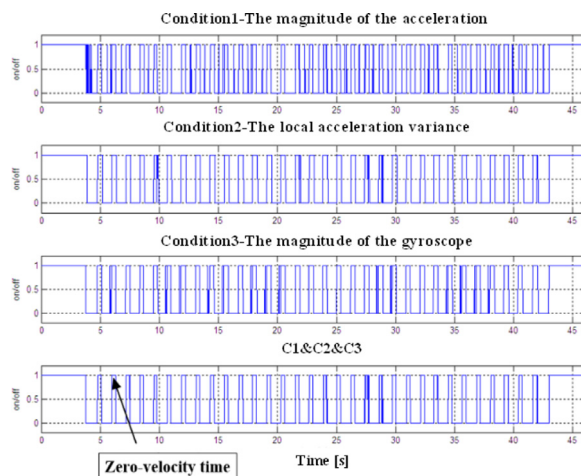 Condition1-The magnitude of the acceleration
on/off
1
0.5
0
0 5 10 15 20 25 30 35 40 45
Condition2-The local acceleration variance
on/off
1
0.5
0
0 5 10 15 20 25 30 35 40 45
Condition3-The magnitude of the gyroscope
on/off
1
0.5
0
0 5 10 15 20 25 30 35 40 45
C1&C2&C3
on/off
1
0.5
0
0 5 10 15 20 25 30 35 40 45
Time [s]
Zero-velocity time